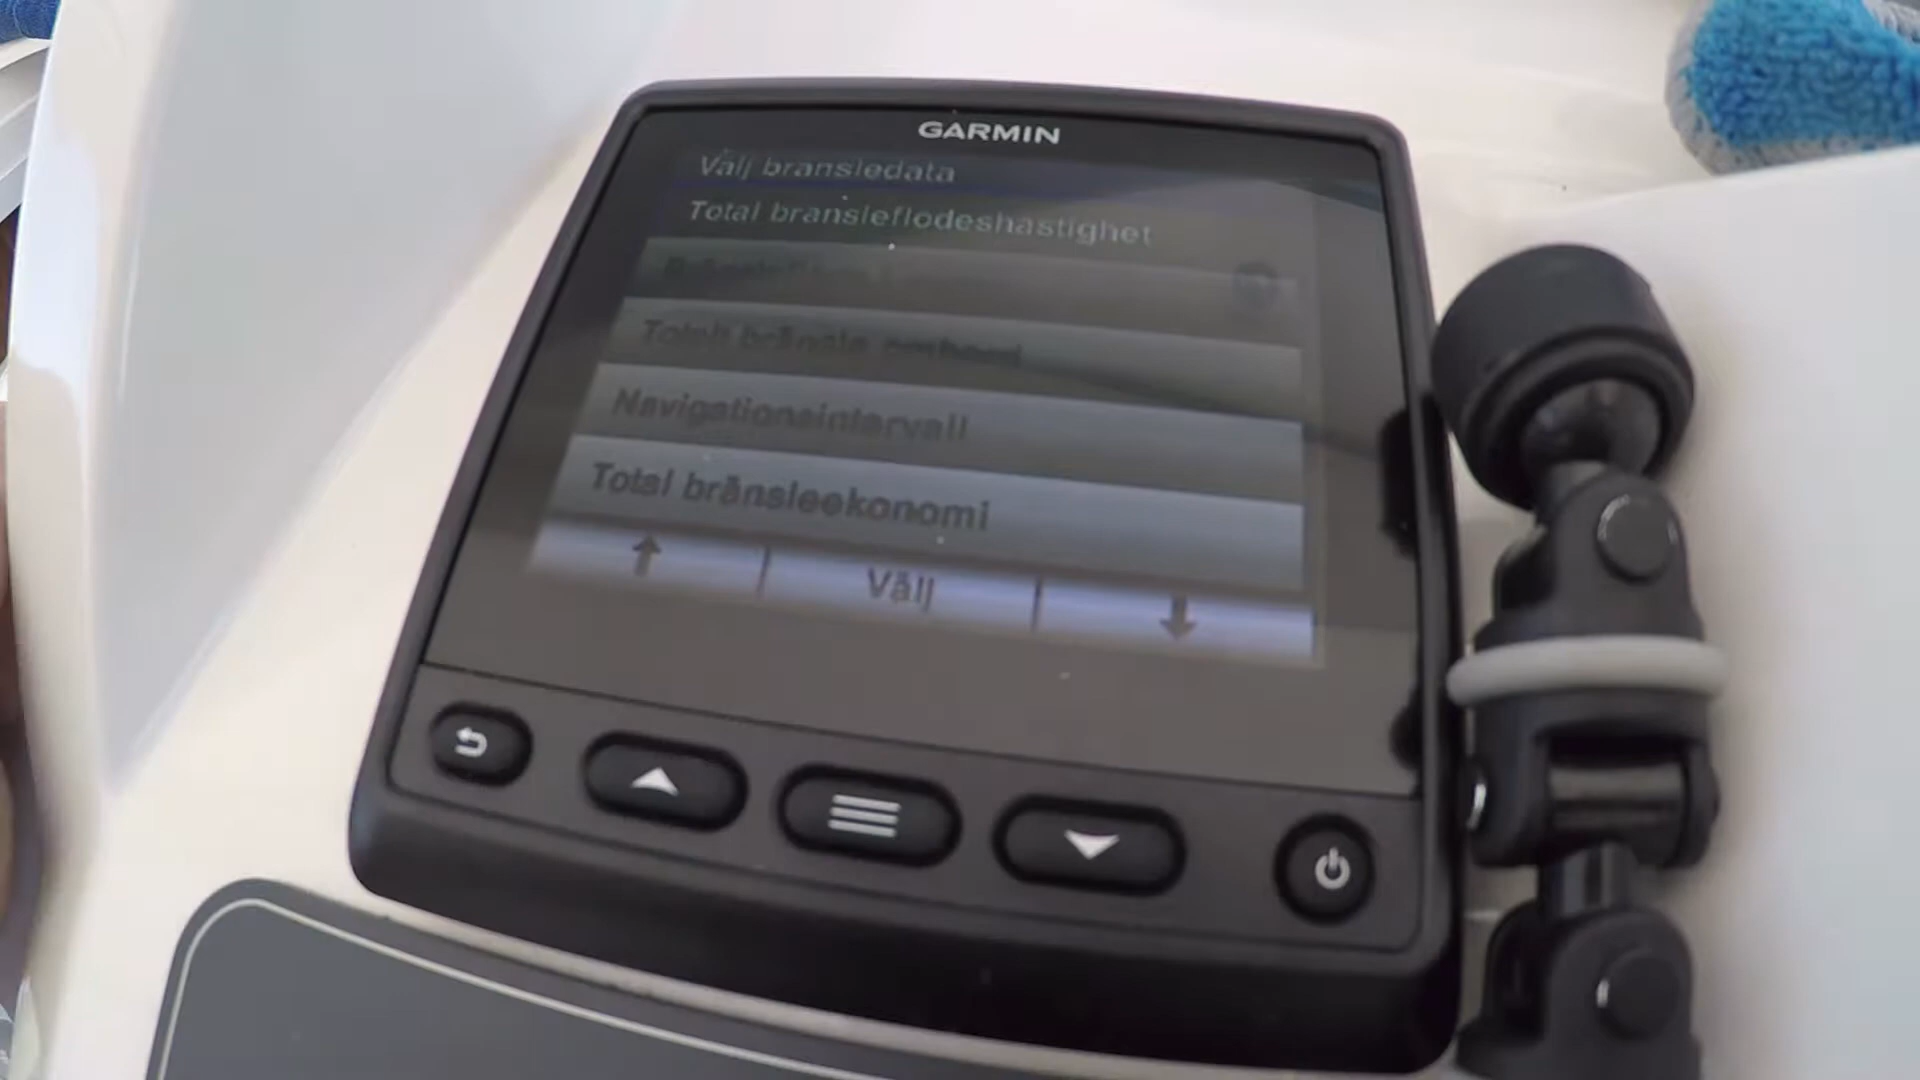 GARMIN
Välj bränsledata
Total bränsleflödeshastighet
Navigationsintervall
Total bränsleekonomi
Välj